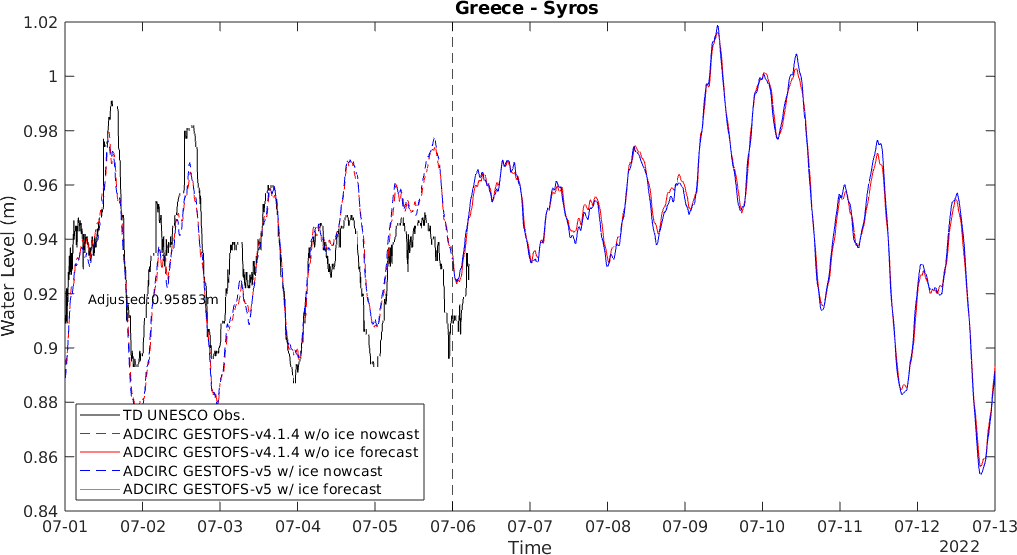 Greece - Syros
Water Level (m)
1.02
1
0.98
0.96
0.94
0.92
0.9
0.88
0.86
0.84
Adjusted:0.95853m
TD UNESCO Obs.
ADCIRC GESTOFS-v4.1.4 w/o ice nowcast
ADCIRC GESTOFS-v4.1.4 w/o ice forecast
ADCIRC GESTOFS-v5 w/ ice nowcast
ADCIRC GESTOFS-v5 w/ ice forecast
07-01 07-02 07-03 07-04 07-05 07-06 07-07 07-08 07-09 07-10 07-11 07-12 07-13
Time
2022